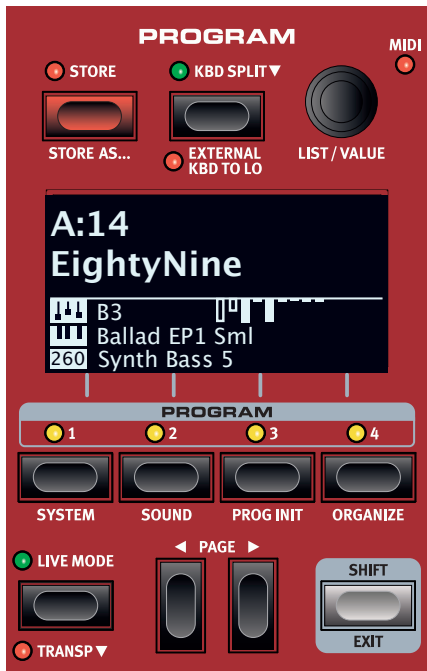 PROGRAM
MIDI
STORE
KBD SPLIT▼
STORE AS...
EXTERNAL
KBD TO LO
LIST / VALUE
A:14
EightyNine
B3
Ballad EP1 Sml
260 Synth Bass 5
PROGRAM
1 2 3 4
SYSTEM SOUND PROG INIT ORGANIZE
◄ PAGE ►
LIVE MODE
SHIFT
EXIT
TRANSP ▼